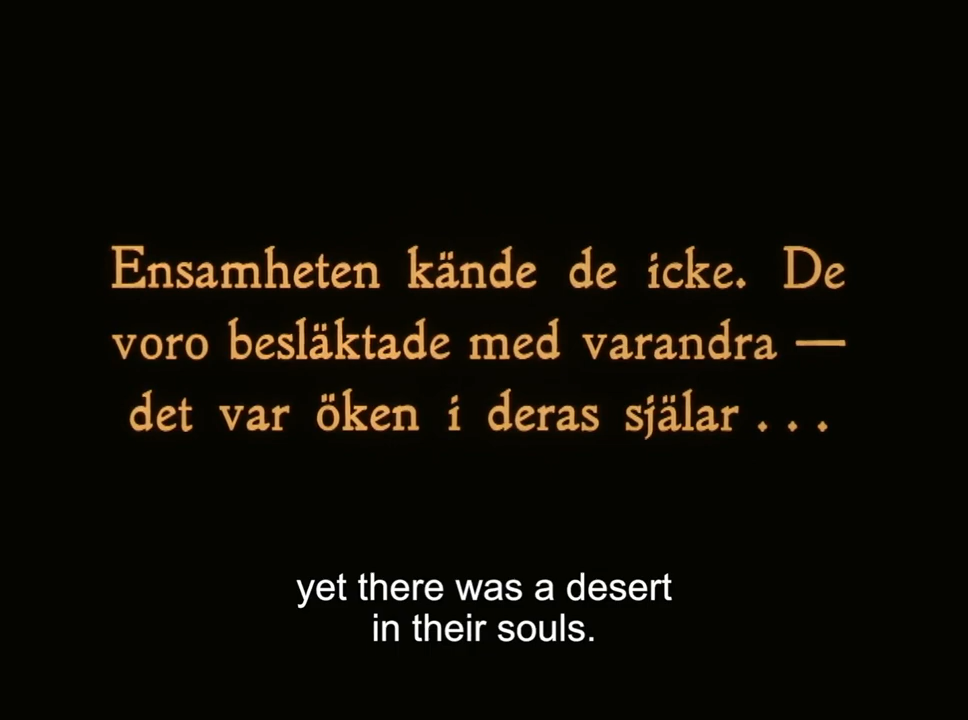 Ensamheten kände de icke. De
voro besläktade med varandra —
det var öken i deras själar . . .
yet there was a desert
in their souls.